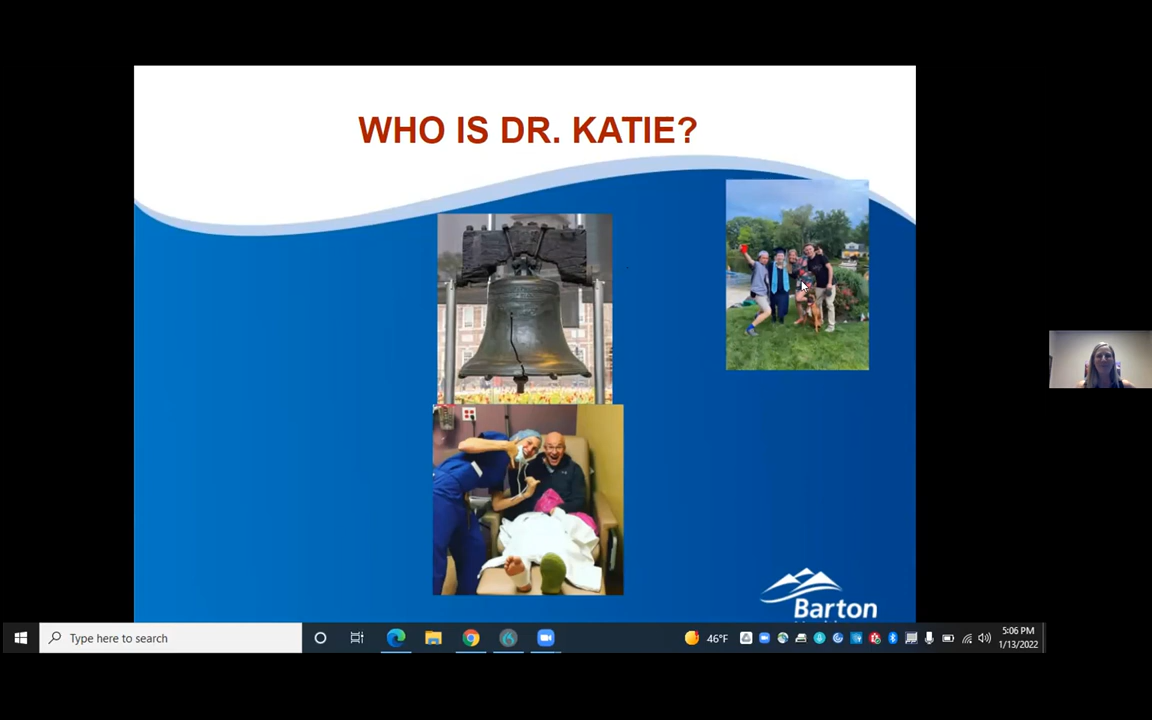 WHO IS DR. KATIE?
Barton
Type here to search
46°F
5:06 PM
1/13/2022